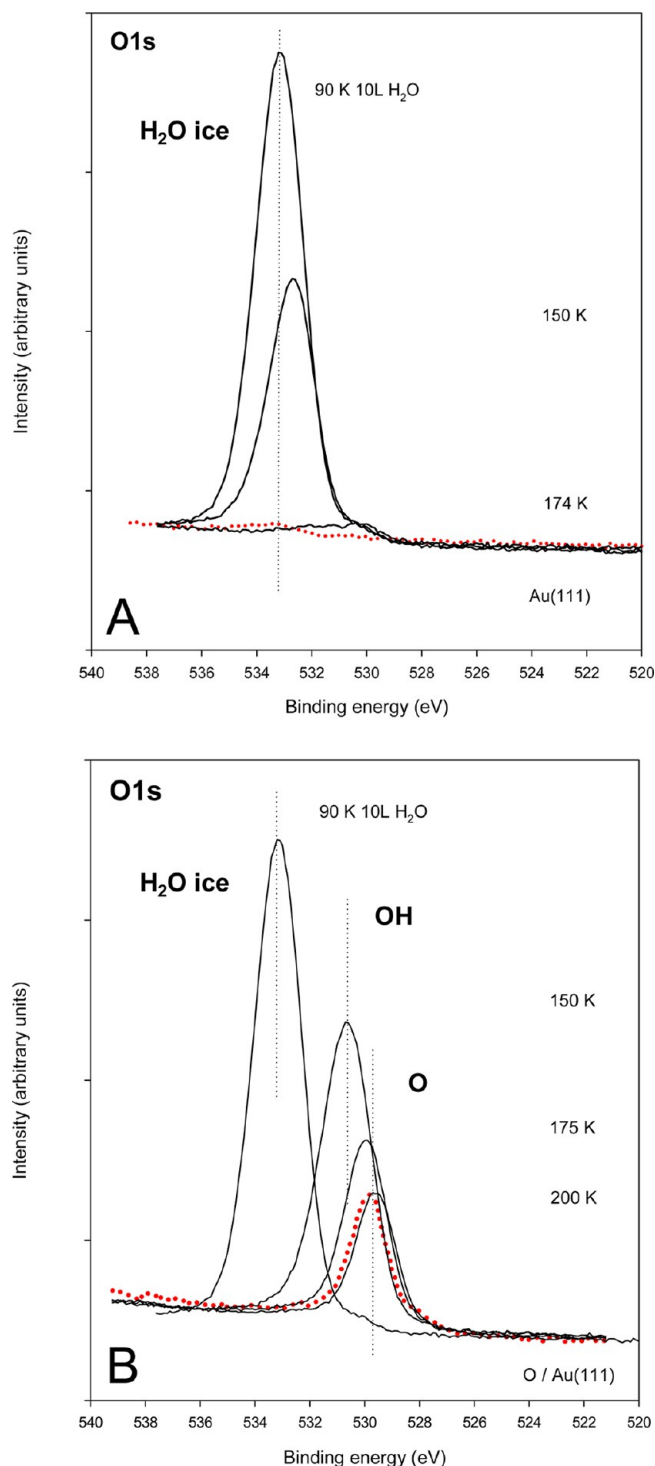 O1s
90 K 10L H₂O
H₂O ice
150 K
174 K
Au(111)
A
Intensity (arbitrary units)
540 538 536 534 532 530 528 526 524 522 520
Binding energy (eV)
O1s
90 K 10L H₂O
H₂O ice
OH
150 K
O
175 K
200 K
B
O / Au(111)
Intensity (arbitrary units)
540 538 536 534 532 530 528 526 524 522 520
Binding energy (eV)